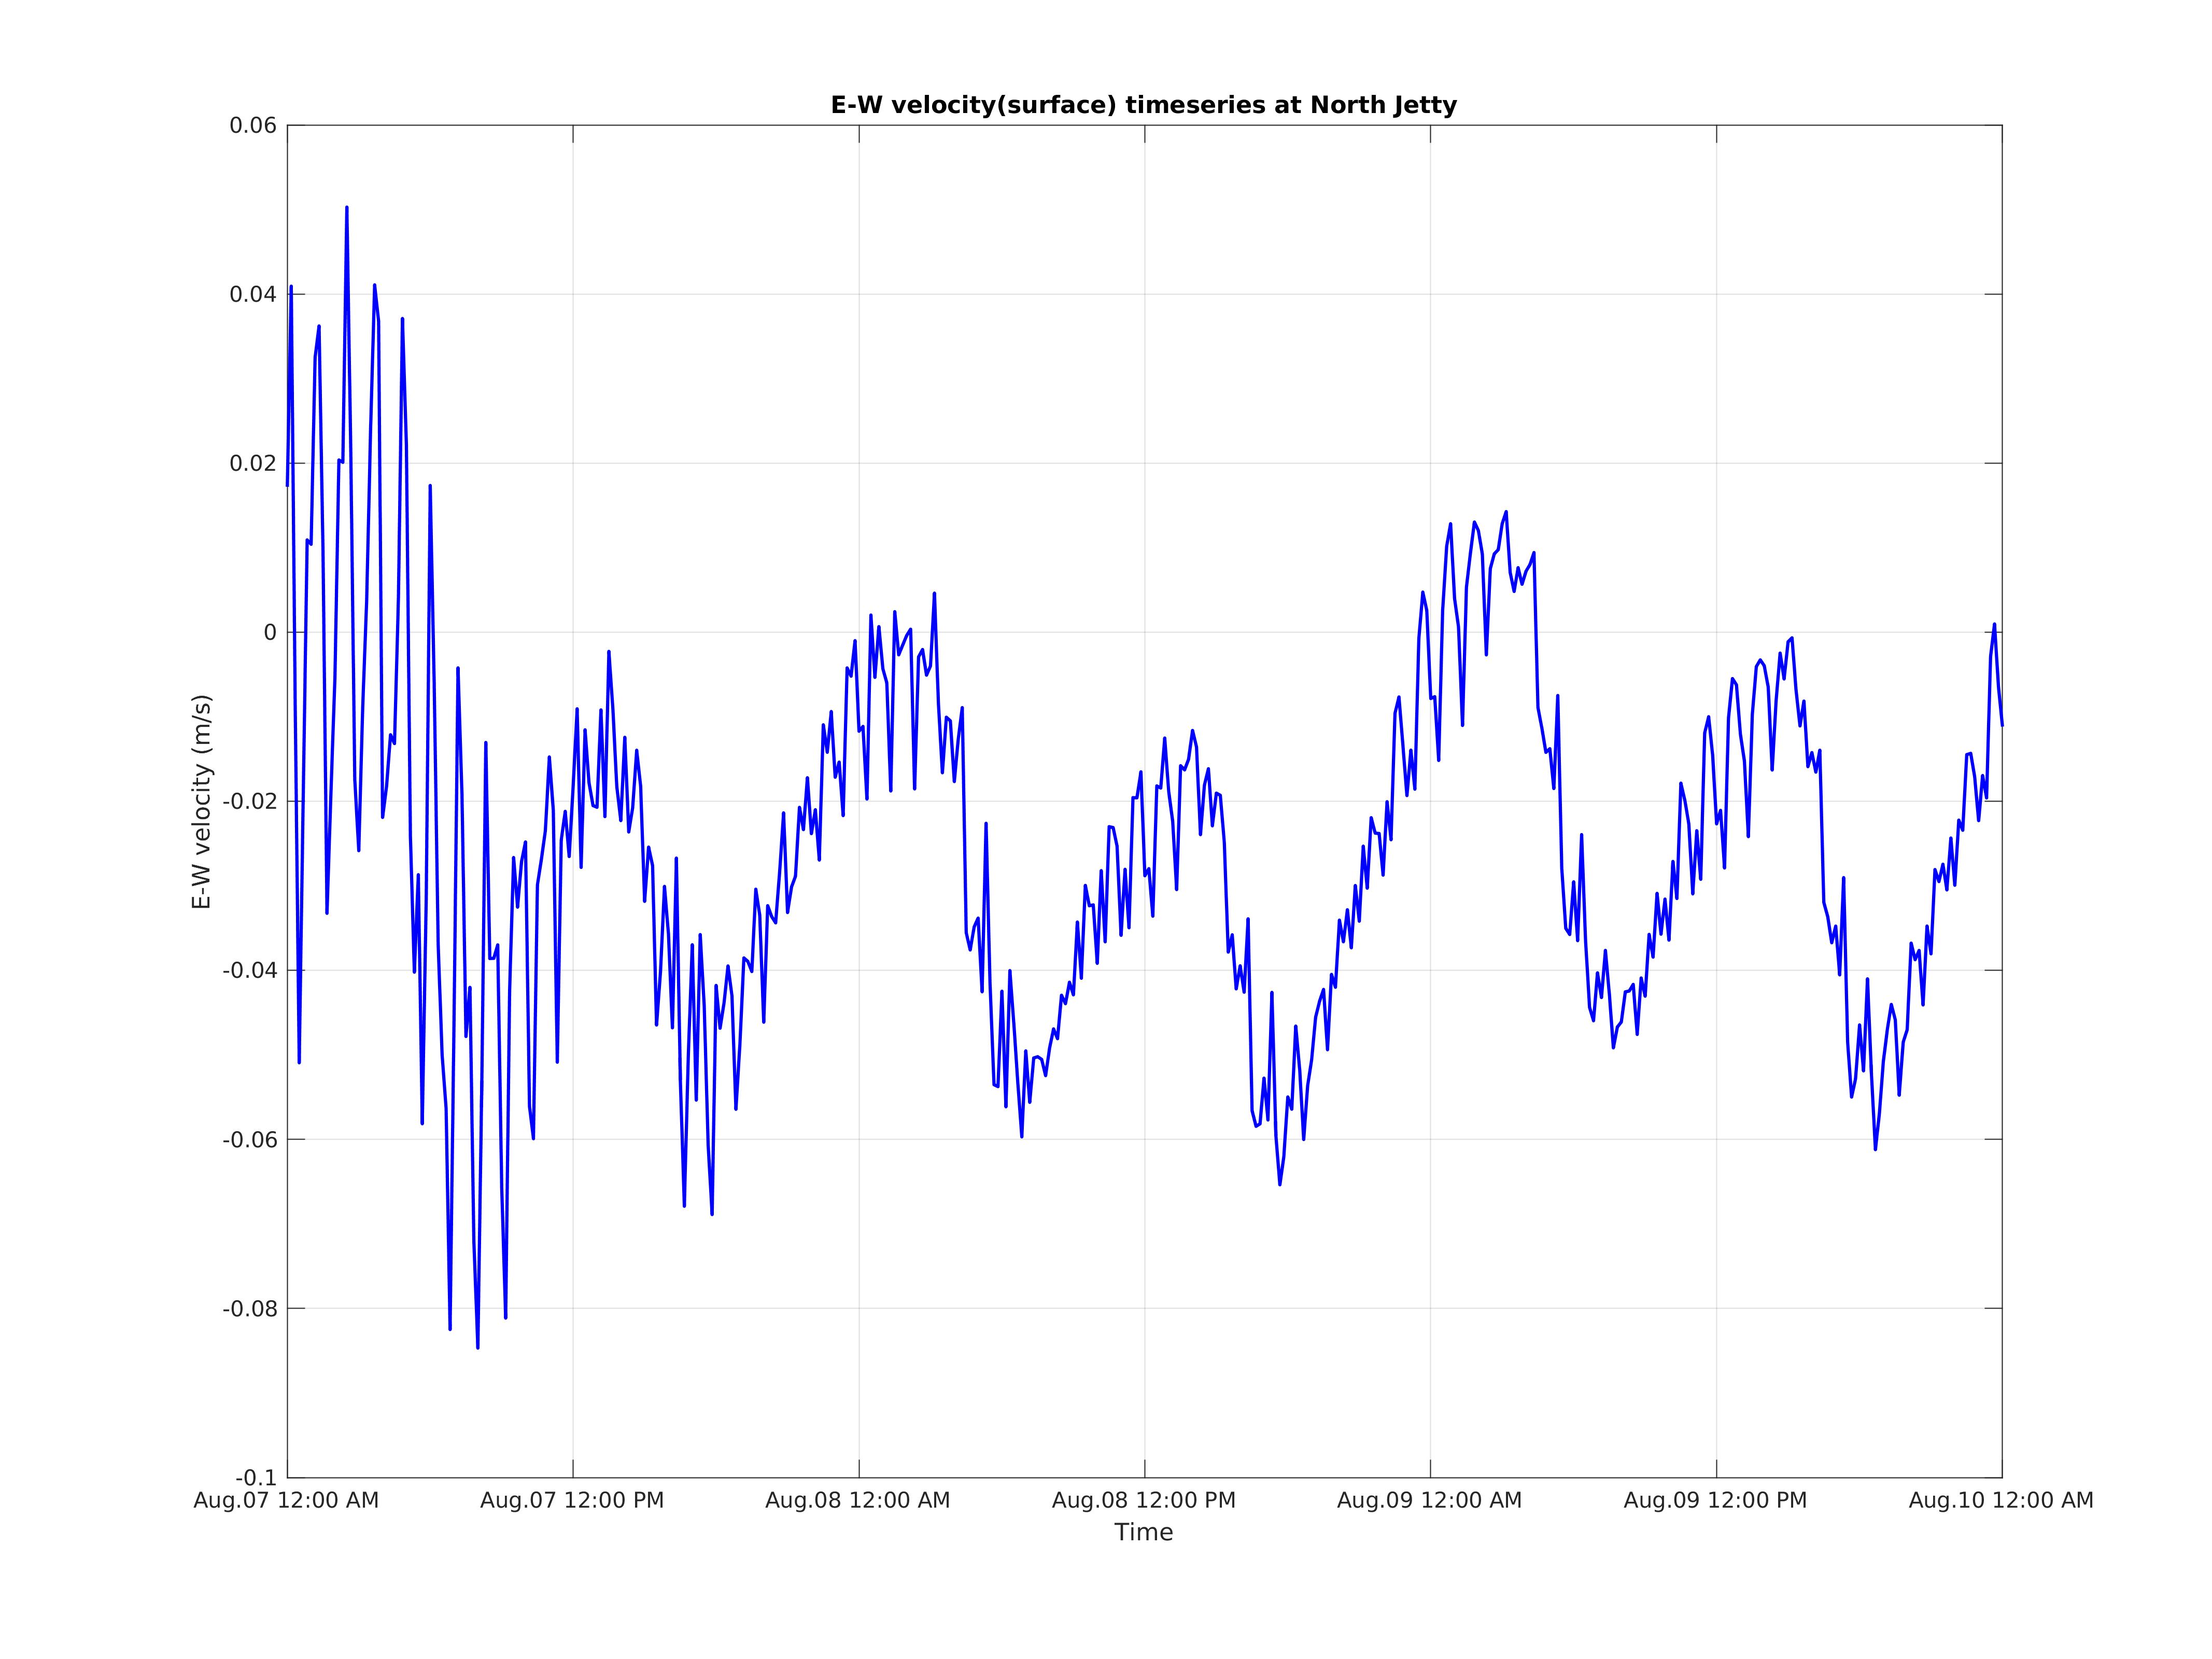 E-W velocity(surface) timeseries at North Jetty
0.06
0.04
0.02
0
-0.02
-0.04
-0.06
-0.08
-0.1
E-W velocity (m/s)
Aug.07 12:00 AM
Aug.07 12:00 PM
Aug.08 12:00 AM
Aug.08 12:00 PM
Aug.09 12:00 AM
Aug.09 12:00 PM
Aug.10 12:00 AM
Time